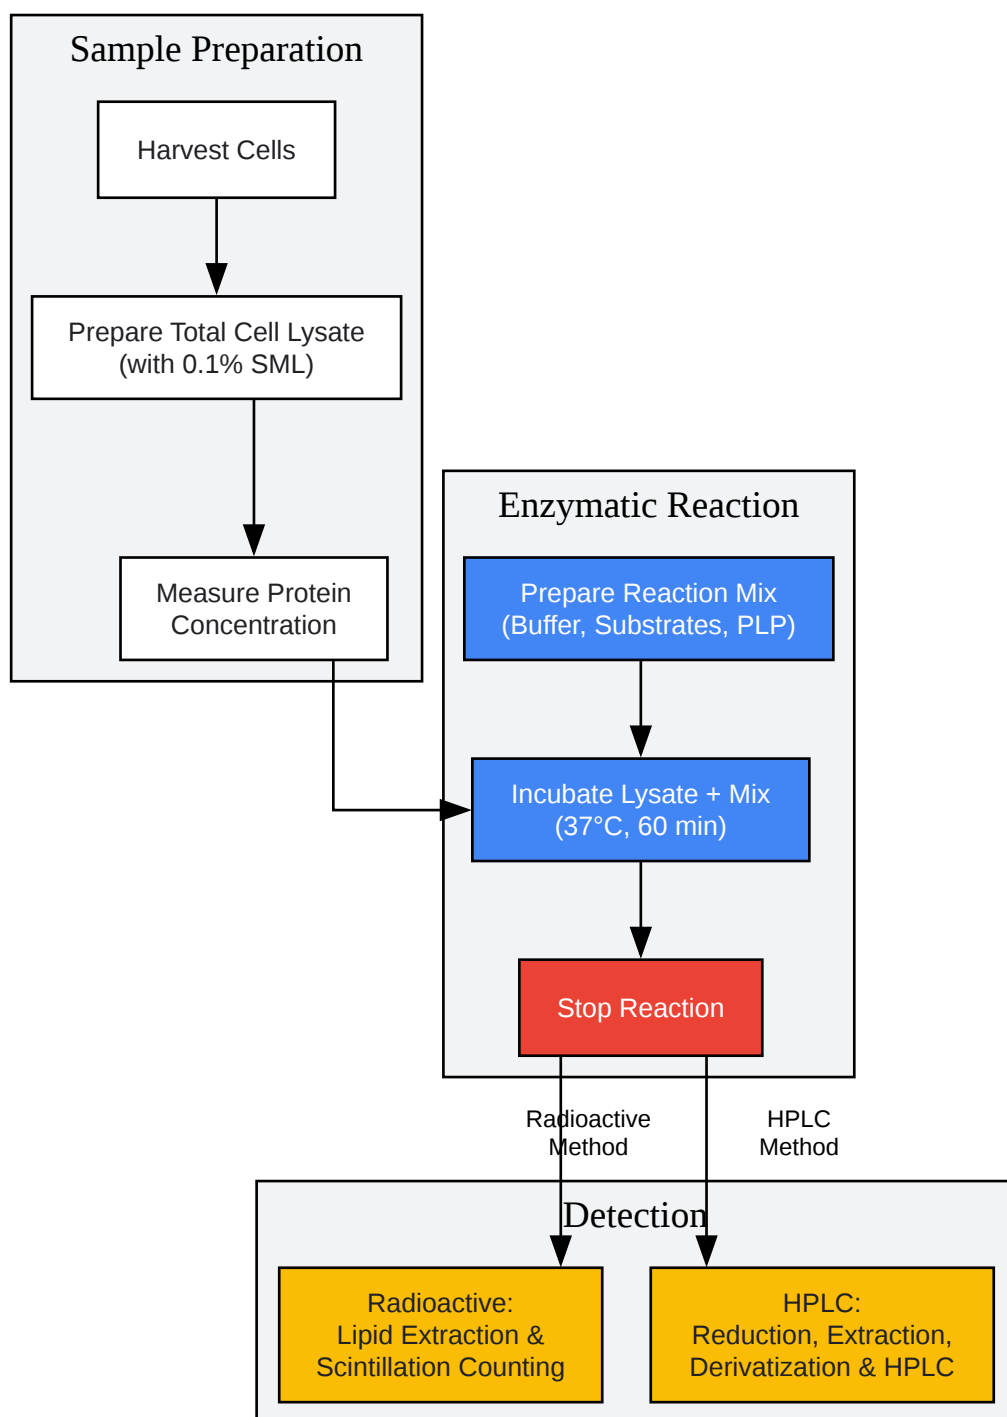 Sample Preparation
Harvest Cells
Prepare Total Cell Lysate
(with 0.1% SML)
Measure Protein
Concentration
Enzymatic Reaction
Prepare Reaction Mix
(Buffer, Substrates, PLP)
Incubate Lysate + Mix
(37°C, 60 min)
Stop Reaction
Radioactive
Method
HPLC
Method
Detection
Radioactive:
Lipid Extraction &
Scintillation Counting
HPLC:
Reduction, Extraction,
Derivatization & HPLC